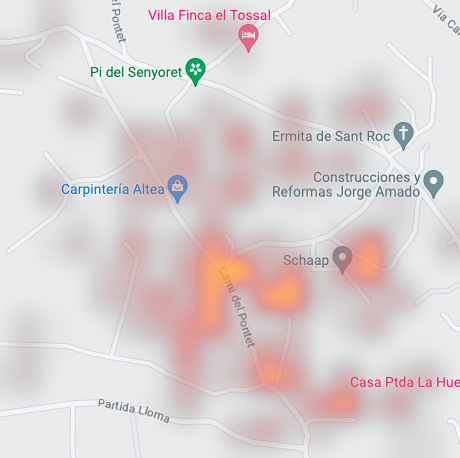 del Pontet
Villa Finca el Tossal
Via Ca
Pi del Senyoret
Ermita de Sant Roc
Construcciones y
Reformas Jorge Amado
Carpintería Altea
Schaap
Camí del Pontet
Casa Ptda La Hue
Partida Lloma